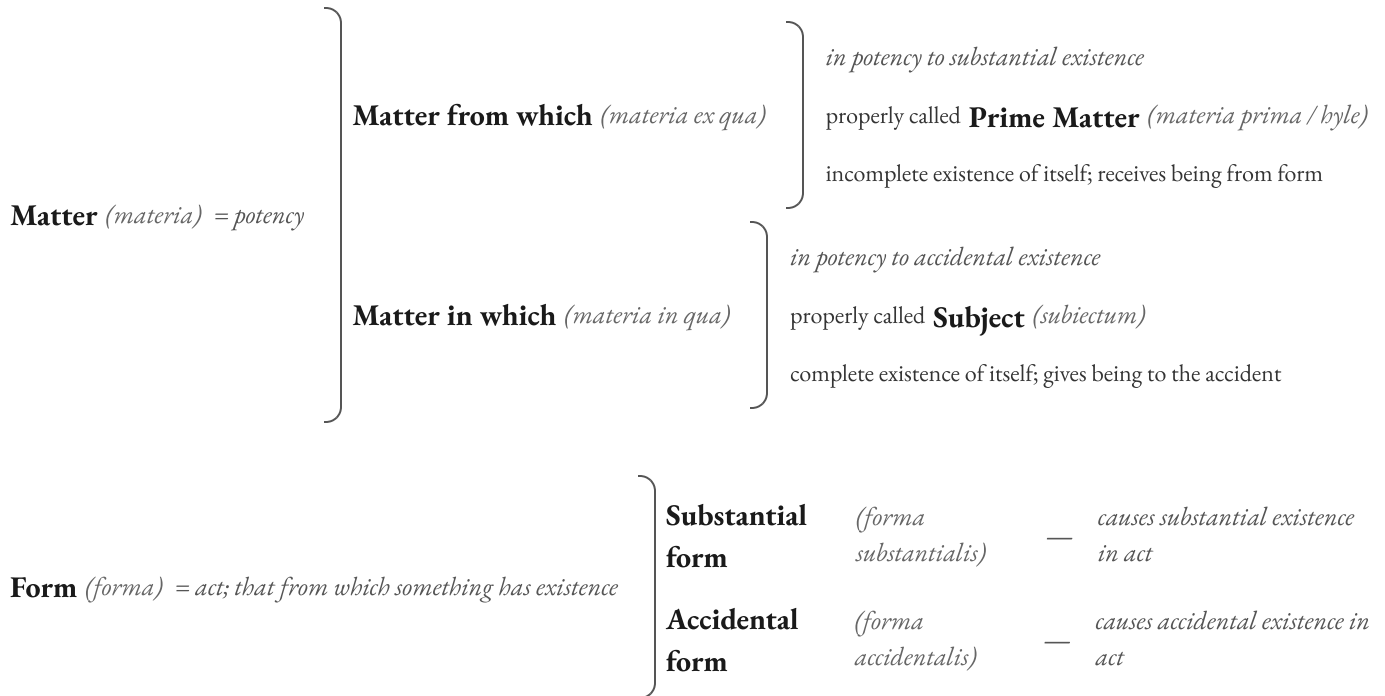 in potency to substantial existence
Matter from which (materia ex qua)
properly called Prime Matter (materia prima / hyle)
incomplete existence of itself; receives being from form
Matter (materia) = potency
in potency to accidental existence
Matter in which (materia in qua)
properly called Subject (subiectum)
complete existence of itself; gives being to the accident
Form (forma) = act; that from which something has existence
Substantial form (forma substantialis) — causes substantial existence in act
Accidental form (forma accidentalis) — causes accidental existence in act